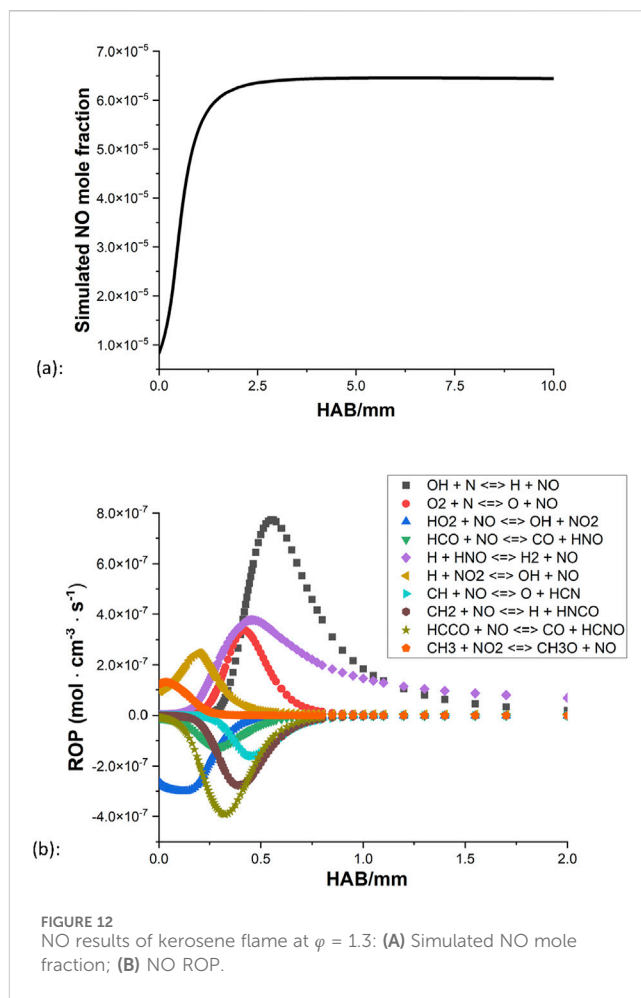 7.0×10⁻⁵
6.0×10⁻⁵
5.0×10⁻⁵
4.0×10⁻⁵
3.0×10⁻⁵
2.0×10⁻⁵
1.0×10⁻⁵
Simulated NO mole fraction
0.0 2.5 5.0 7.5 10.0
HAB/mm
(a):
OH + N <=> H + NO
O2 + N <=> O + NO
HO2 + NO <=> OH + NO2
HCO + NO <=> CO + HNO
H + HNO <=> H2 + NO
H + NO2 <=> OH + NO
CH + NO <=> O + HCN
CH2 + NO <=> H + HNCO
HCCO + NO <=> CO + HCNO
CH3 + NO2 <=> CH3O + NO
8.0×10⁻⁷
6.0×10⁻⁷
4.0×10⁻⁷
2.0×10⁻⁷
0.0
-2.0×10⁻⁷
-4.0×10⁻⁷
ROP (mol · cm⁻³ · s⁻¹)
0.0 0.5 1.0 1.5 2.0
HAB/mm
(b):
FIGURE 12
NO results of kerosene flame at φ = 1.3: (A) Simulated NO mole
fraction; (B) NO ROP.